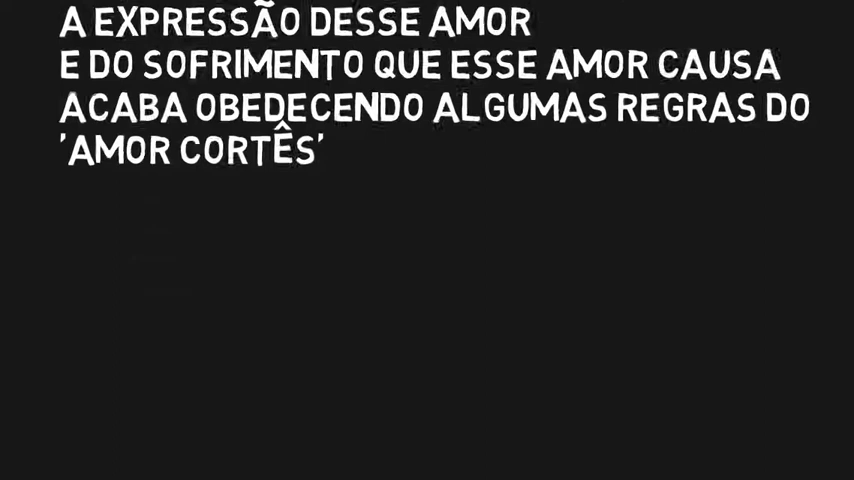 A EXPRESSÃO DESSE AMOR
E DO SOFRIMENTO QUE ESSE AMOR CAUSA
ACABA OBEDECENDO ALGUMAS REGRAS DO
'AMOR CORTÊS'